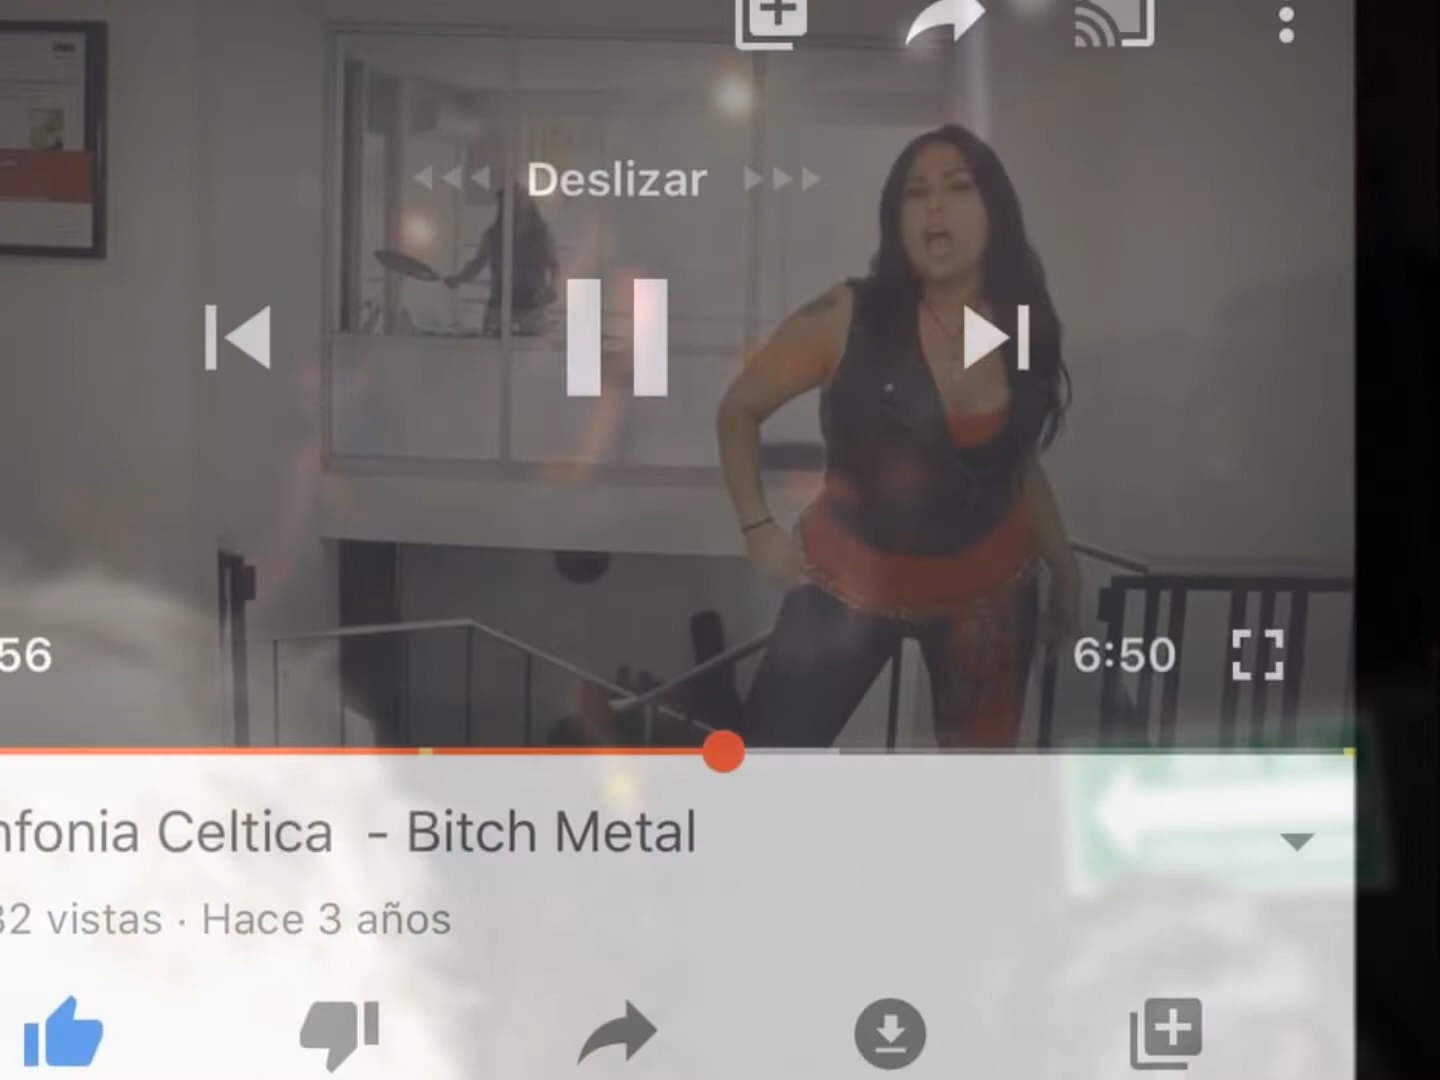 Deslizar
56
6:50
nfonia Celtica - Bitch Metal
32 vistas · Hace 3 años